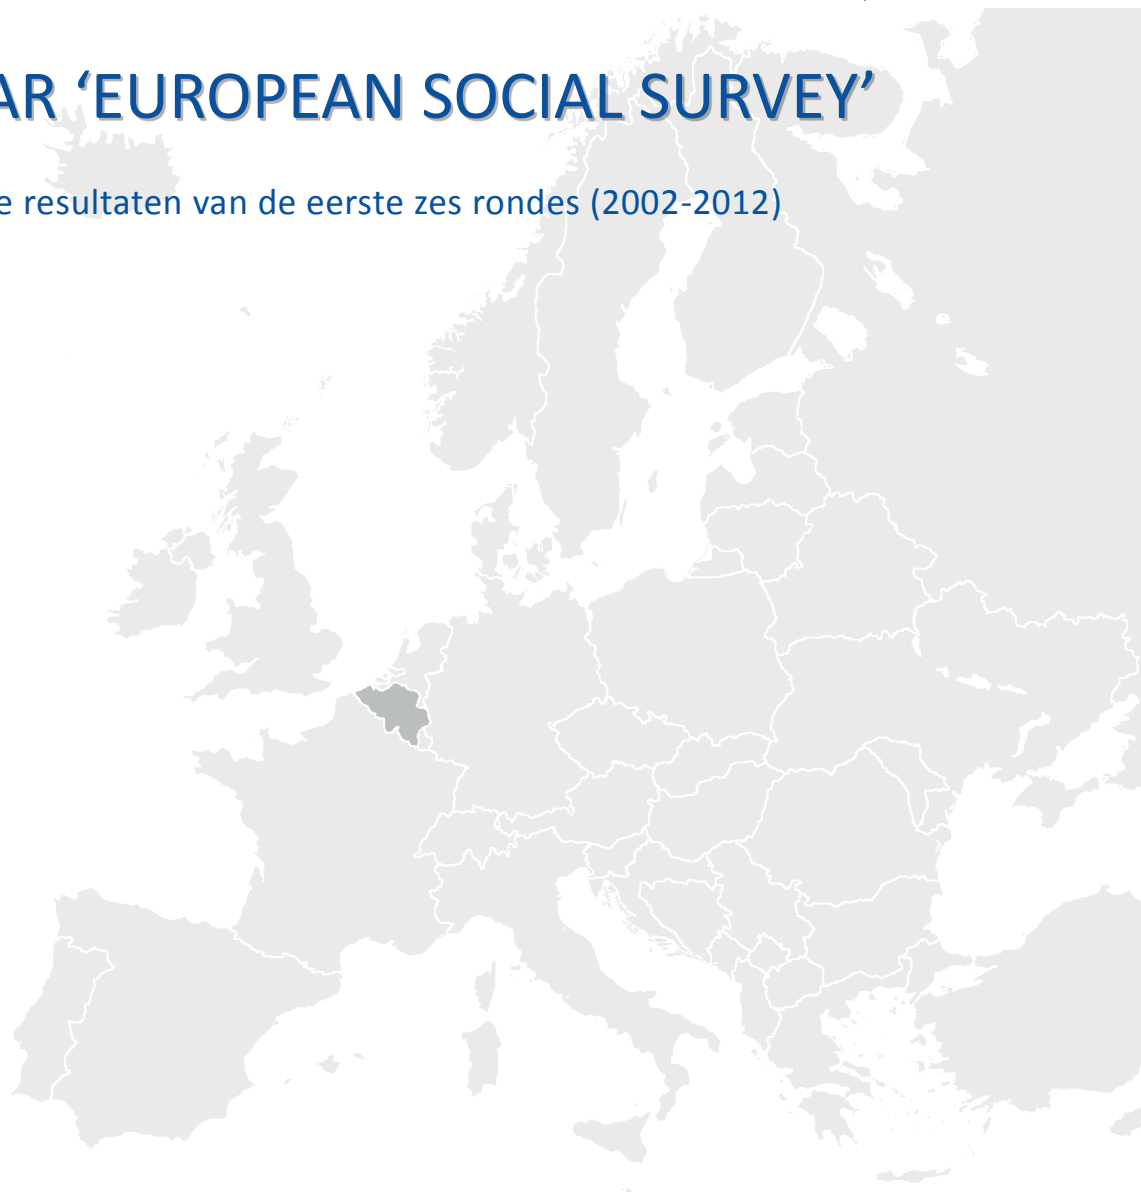 AR ‘EUROPEAN SOCIAL SURVEY’
e resultaten van de eerste zes rondes (2002-2012)